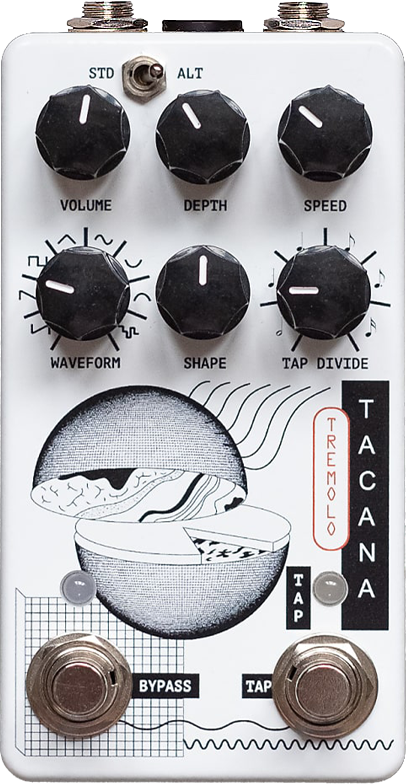 STD
ALT
VOLUME
DEPTH
SPEED
WAVEFORM
SHAPE
TAP DIVIDE
TREMOLO
TACANA
TAP
BYPASS
TAP